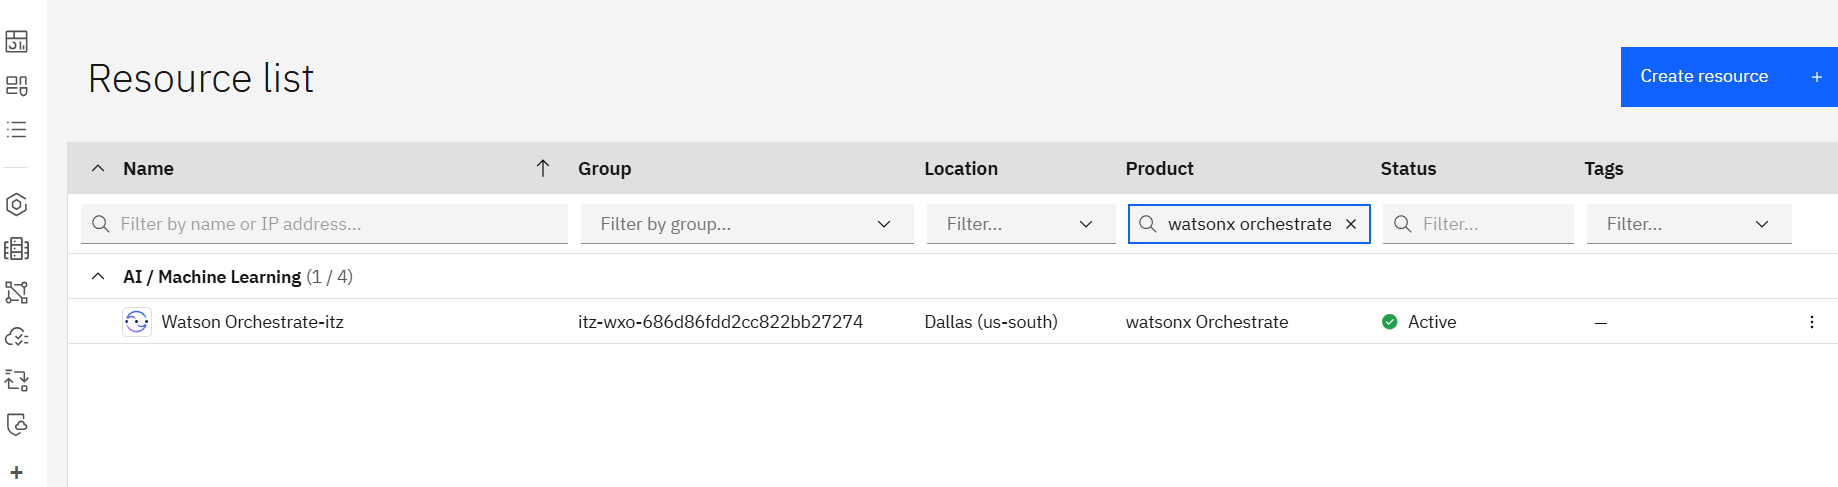 Resource list
Create resource +
Name Group Location Product Status Tags
Filter by name or IP address... Filter by group... Filter... watsonx orchestrate Filter... Filter...
AI / Machine Learning (1 / 4)
Watson Orchestrate-itz itz-wxo-686d86fdd2cc822bb27274 Dallas (us-south) watsonx Orchestrate Active —